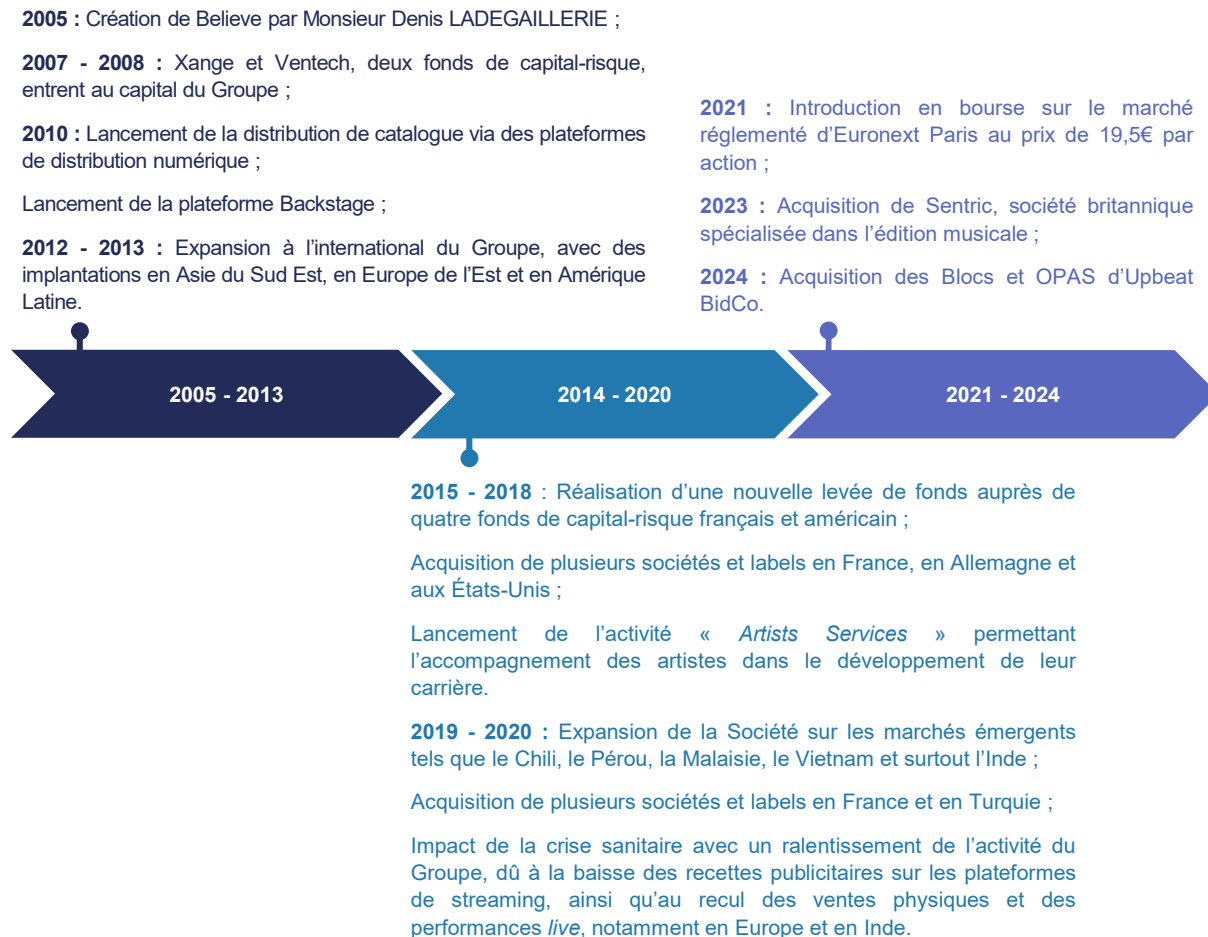 2005 : Création de Believe par Monsieur Denis LADEGAILLERIE ;
2007 - 2008 : Xange et Ventech, deux fonds de capital-risque,
entrent au capital du Groupe ;
2010 : Lancement de la distribution de catalogue via des plateformes
de distribution numérique ;
Lancement de la plateforme Backstage ;
2012 - 2013 : Expansion à l’international du Groupe, avec des
implantations en Asie du Sud Est, en Europe de l’Est et en Amérique
Latine.
2021 : Introduction en bourse sur le marché
réglementé d’Euronext Paris au prix de 19,5€ par
action ;
2023 : Acquisition de Sentric, société britannique
spécialisée dans l’édition musicale ;
2024 : Acquisition des Blocs et OPAS d’Upbeat
BidCo.
2005 - 2013
2014 - 2020
2021 - 2024
2015 - 2018 : Réalisation d’une nouvelle levée de fonds auprès de
quatre fonds de capital-risque français et américain ;
Acquisition de plusieurs sociétés et labels en France, en Allemagne et
aux États-Unis ;
Lancement de l’activité « Artists Services » permettant
l’accompagnement des artistes dans le développement de leur
carrière.
2019 - 2020 : Expansion de la Société sur les marchés émergents
tels que le Chili, le Pérou, la Malaisie, le Vietnam et surtout l’Inde ;
Acquisition de plusieurs sociétés et labels en France et en Turquie ;
Impact de la crise sanitaire avec un ralentissement de l’activité du
Groupe, dû à la baisse des recettes publicitaires sur les plateformes
de streaming, ainsi qu’au recul des ventes physiques et des
performances live, notamment en Europe et en Inde.